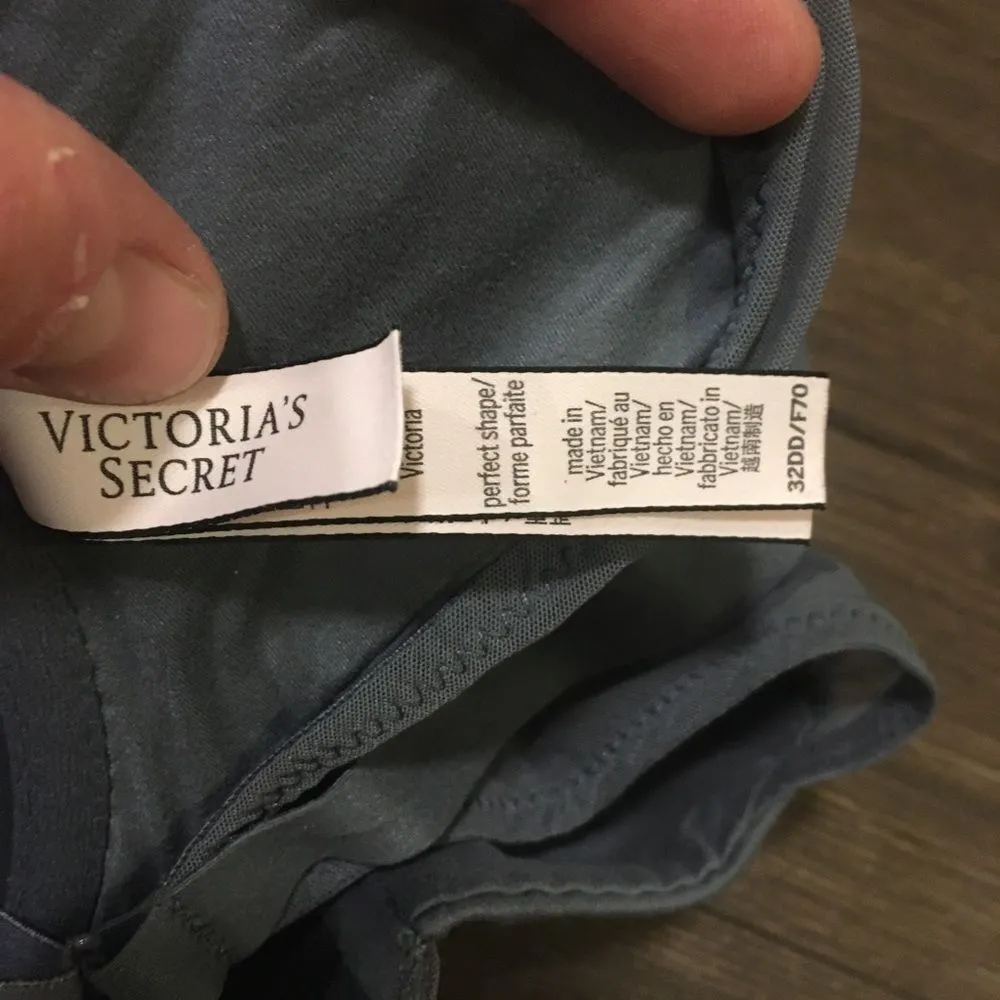 VICTORIA'S
SECRET
Victoria
perfect shape/
forme parfaite
made in
Vietnam/
fabriqué au
Vietnam/
hecho en
Vietnam/
fabbricato in
Vietnam/
越南制造
32DD/F70